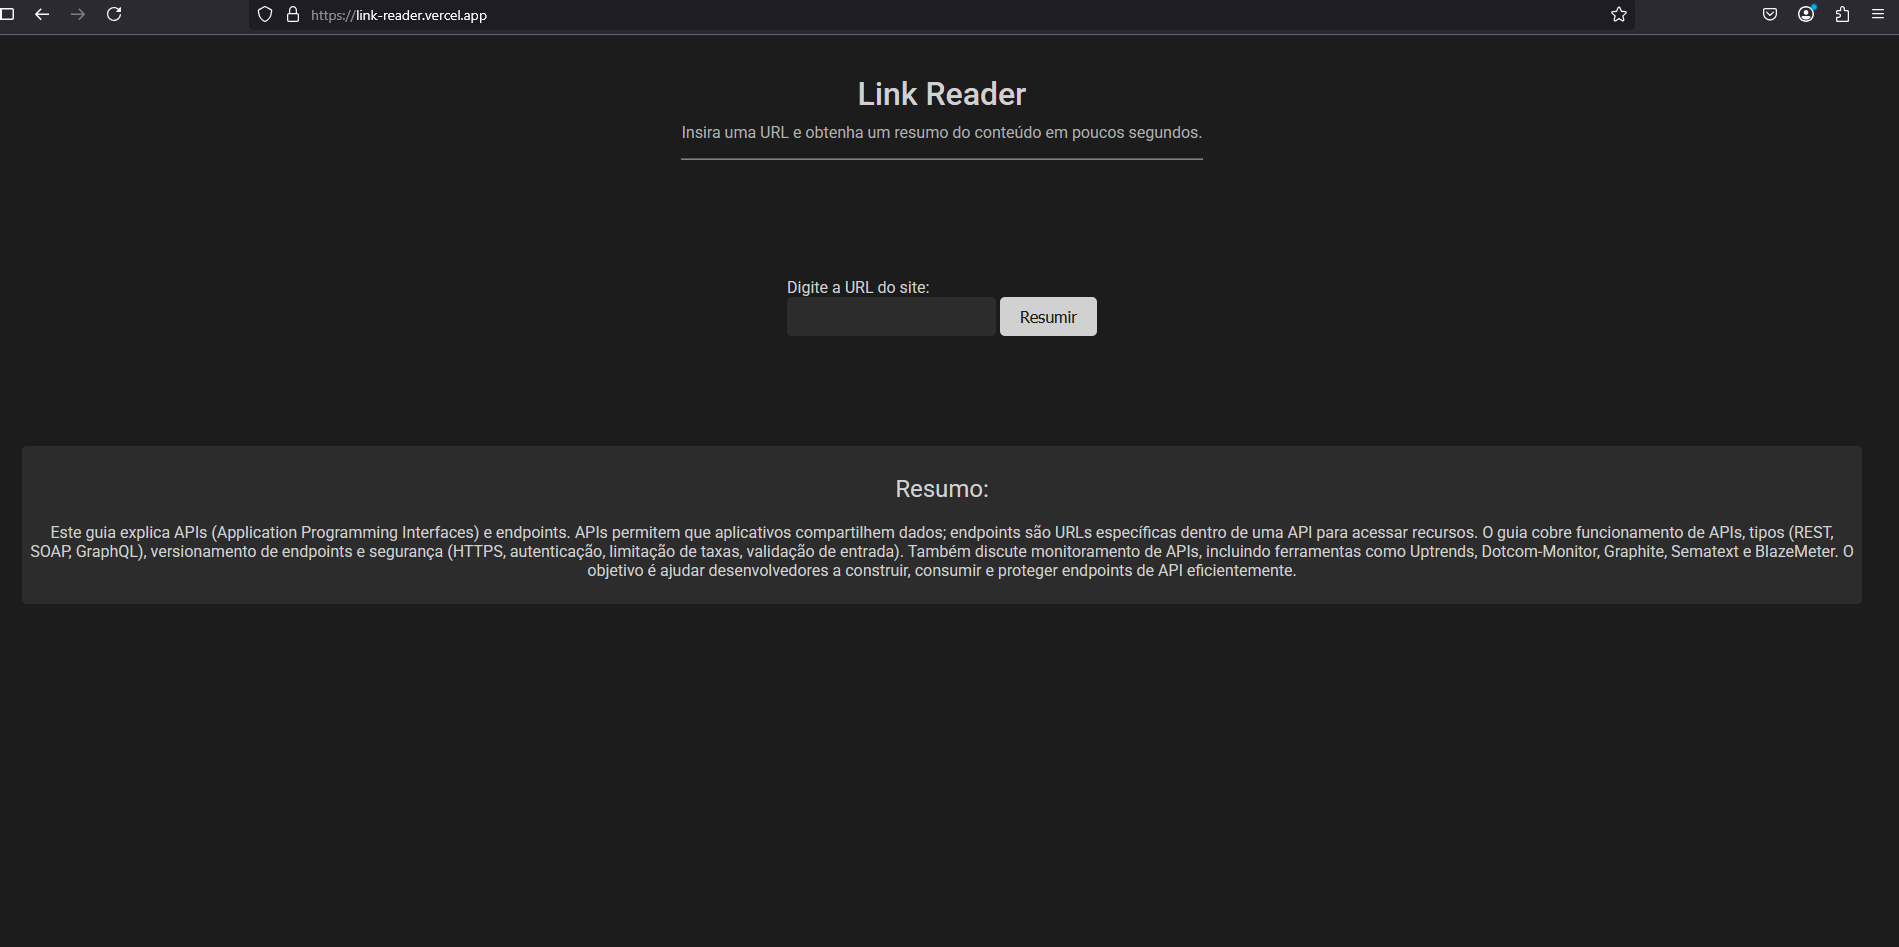 https://link-reader.vercel.app
Link Reader
Insira uma URL e obtenha um resumo do conteúdo em poucos segundos.
Digite a URL do site:
Resumir
Resumo:
Este guia explica APIs (Application Programming Interfaces) e endpoints. APIs permitem que aplicativos compartilhem dados; endpoints são URLs específicas dentro de uma API para acessar recursos. O guia cobre funcionamento de APIs, tipos (REST,
SOAP, GraphQL), versionamento de endpoints e segurança (HTTPS, autenticação, limitação de taxas, validação de entrada). Também discute monitoramento de APIs, incluindo ferramentas como Uptrends, Dotcom-Monitor, Graphite, Sematext e BlazeMeter. O
objetivo é ajudar desenvolvedores a construir, consumir e proteger endpoints de API eficientemente.